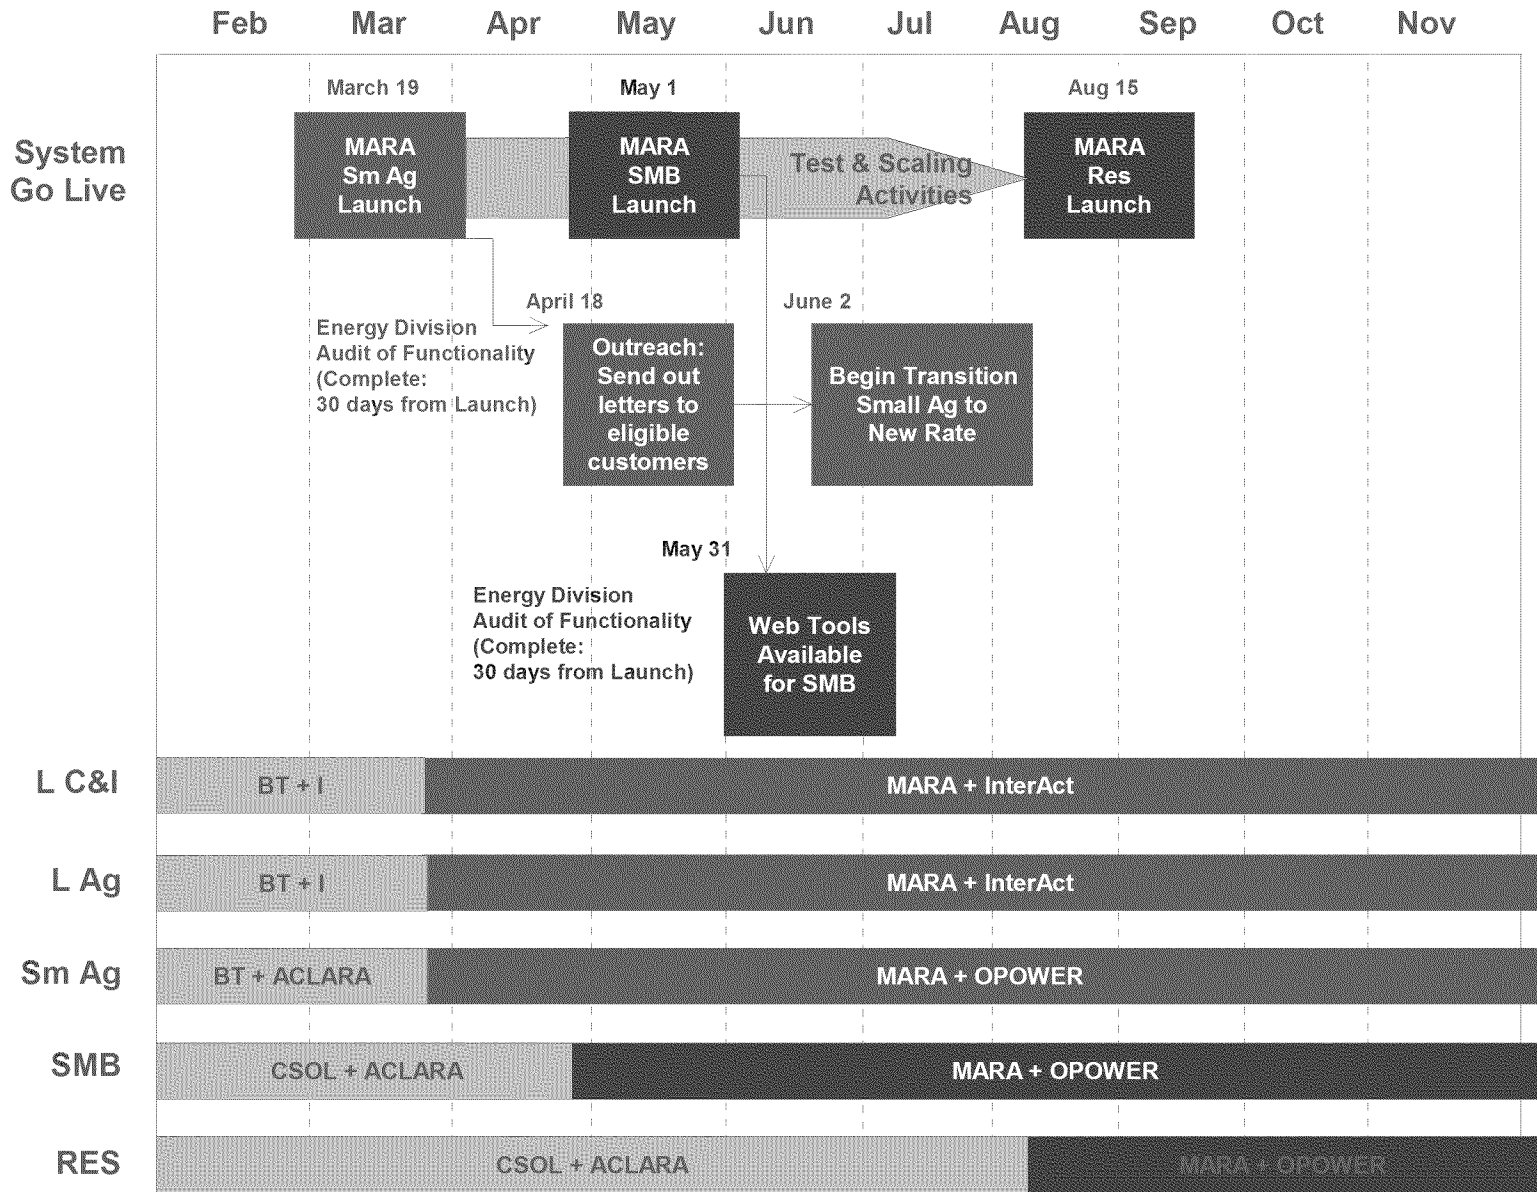 Feb Mar Apr May Jun Jul Aug Sep Oct Nov
March 19
May 1
Aug 15
System
Go Live
MARA
Sm Ag
Launch
MARA
SMB
Launch
Test & Scaling
Activities
MARA
Res
Launch
April 18
June 2
Energy Division
Audit of Functionality
(Complete:
30 days from Launch)
Outreach:
Send out
letters to
eligible
customers
Begin Transition
Small Ag to
New Rate
May 31
Energy Division
Audit of Functionality
(Complete:
30 days from Launch)
Web Tools
Available
for SMB
L C&I
BT + I
MARA + InterAct
L Ag
BT + I
MARA + InterAct
Sm Ag
BT + ACLARA
MARA + OPOWER
SMB
CSOL + ACLARA
MARA + OPOWER
RES
CSOL + ACLARA
MARA + OPOWER